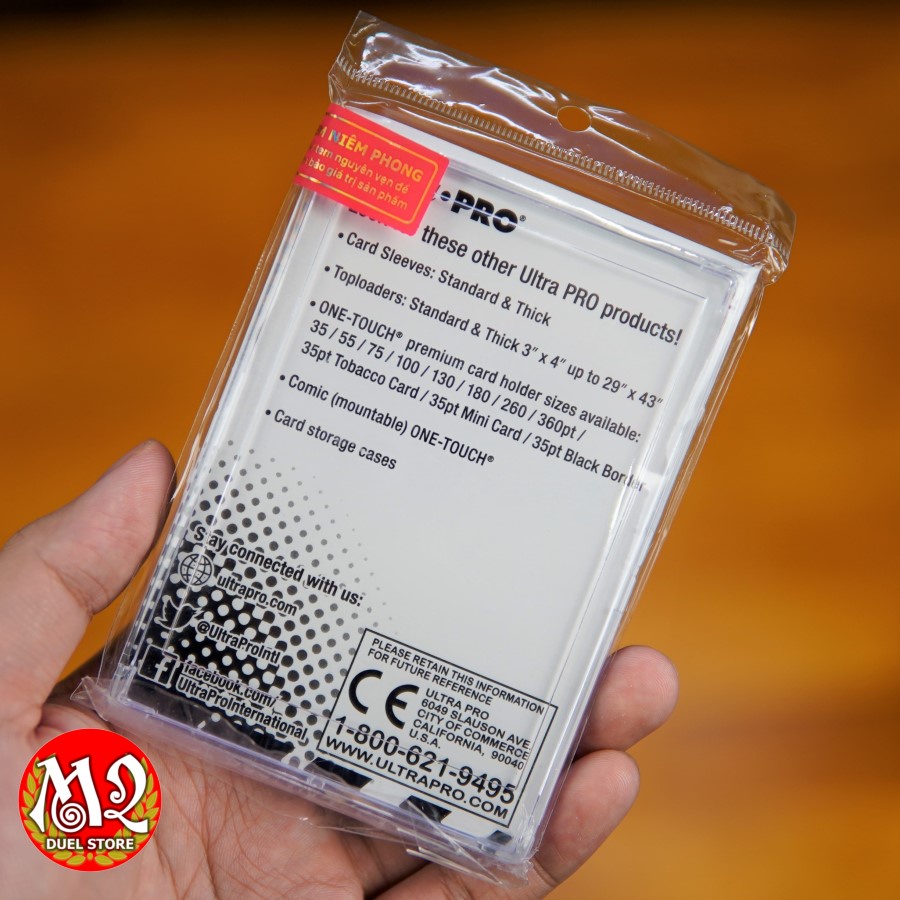 NIÊM PHONG
tem nguyên vẹn để
bảo giá trị sản phẩm
PRO®
these other Ultra PRO products!
• Card Sleeves: Standard & Thick
• Toploaders: Standard & Thick 3" x 4" up to 29" x 43"
• ONE-TOUCH® premium card holder sizes available:
35 / 55 / 75 / 100 / 130 / 180 / 260 / 360pt /
35pt Tobacco Card / 35pt Mini Card / 35pt Black Border
• Comic (mountable) ONE-TOUCH®
• Card storage cases
Stay connected with us:
ultrapro.com
@UltraProIntl
facebook.com/
UltraProInternational
PLEASE RETAIN THIS INFORMATION
FOR FUTURE REFERENCE
CE
ULTRA PRO
6049 SLAUSON AVE.
CITY OF COMMERCE
CALIFORNIA, 90040
U.S.A.
1-800-621-9495
WWW.ULTRAPRO.COM
M2
DUEL STORE